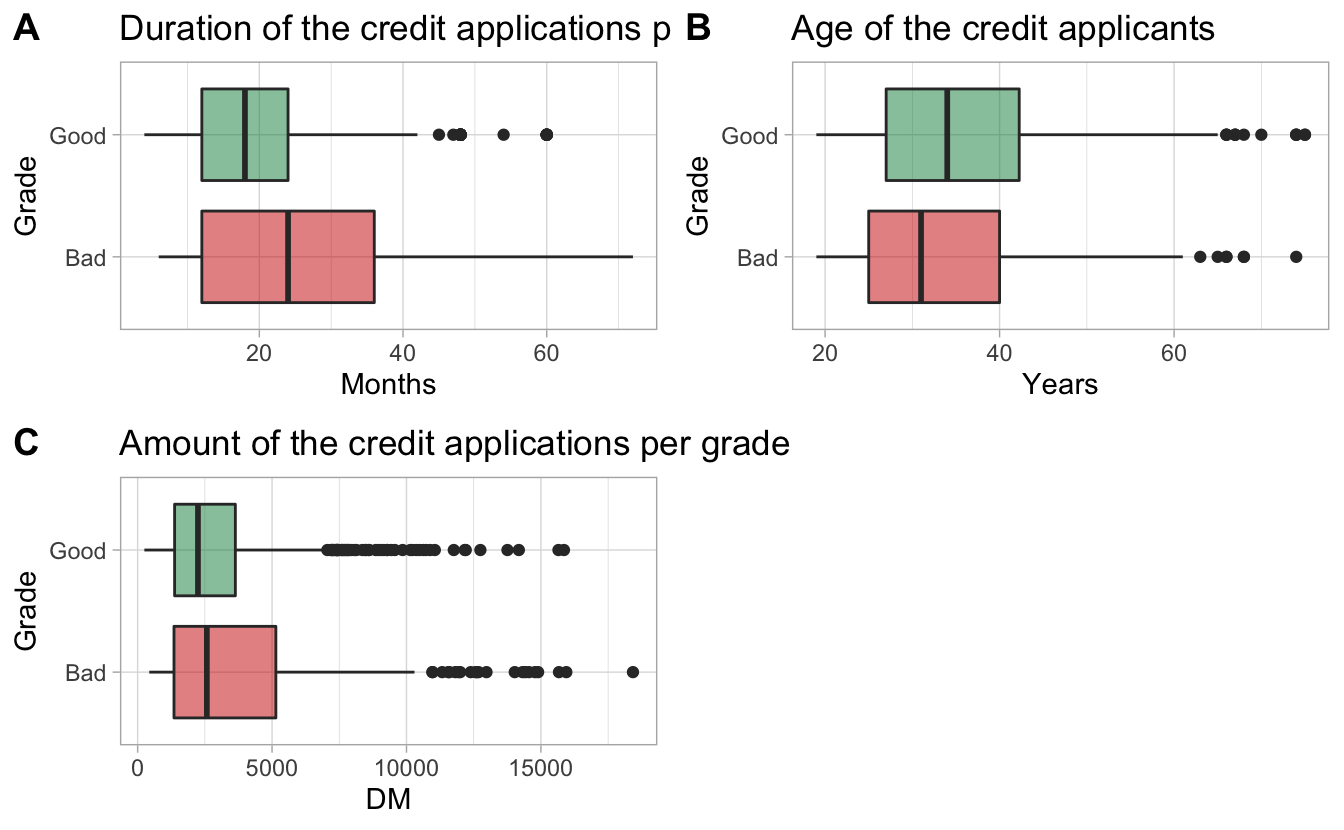 A Duration of the credit applications p
Good
Bad
Grade
20 40 60
Months
B Age of the credit applicants
Good
Bad
Grade
20 40 60
Years
C Amount of the credit applications per grade
Good
Bad
Grade
0 5000 10000 15000
DM